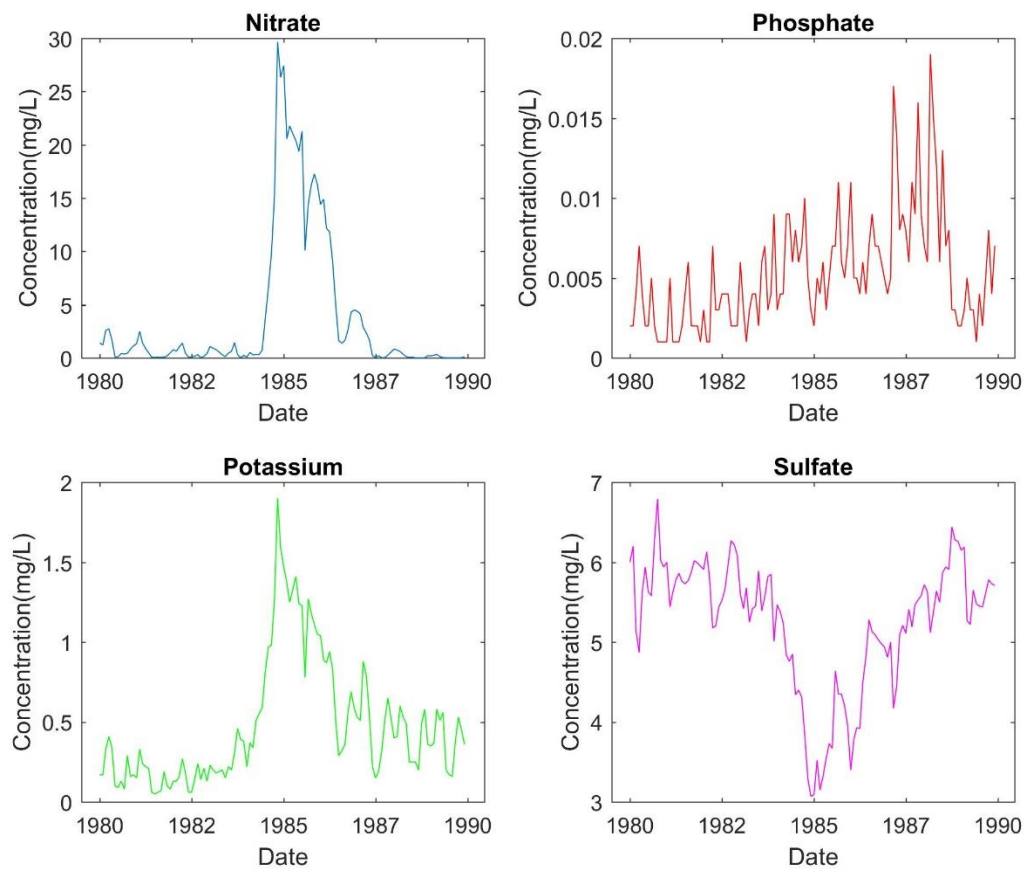 Nitrate
Concentration(mg/L)
30
25
20
15
10
5
0
1980 1982 1985 1987 1990
Date
Phosphate
Concentration(mg/L)
0.02
0.015
0.01
0.005
0
1980 1982 1985 1987 1990
Date
Potassium
Concentration(mg/L)
2
1.5
1
0.5
0
1980 1982 1985 1987 1990
Date
Sulfate
Concentration(mg/L)
7
6
5
4
3
1980 1982 1985 1987 1990
Date